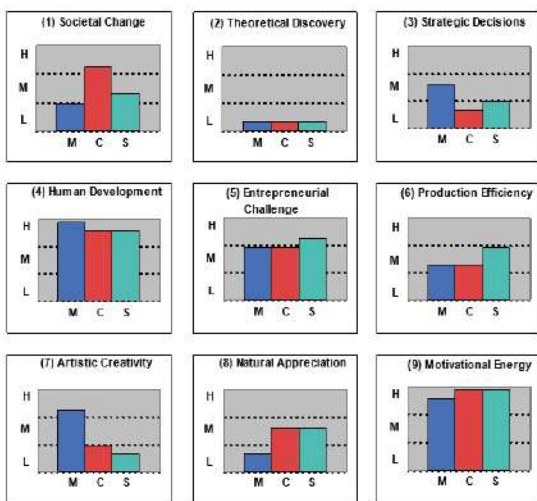 (1) Societal Change
H
M
L
M C S
(2) Theoretical Discovery
H
M
L
M C S
(3) Strategic Decisions
H
M
L
M C S
(4) Human Development
H
M
L
M C S
(5) Entrepreneurial
Challenge
H
M
L
M C S
(6) Production Efficiency
H
M
L
M C S
(7) Artistic Creativity
H
M
L
M C S
(8) Natural Appreciation
H
M
L
M C S
(9) Motivational Energy
H
M
L
M C S